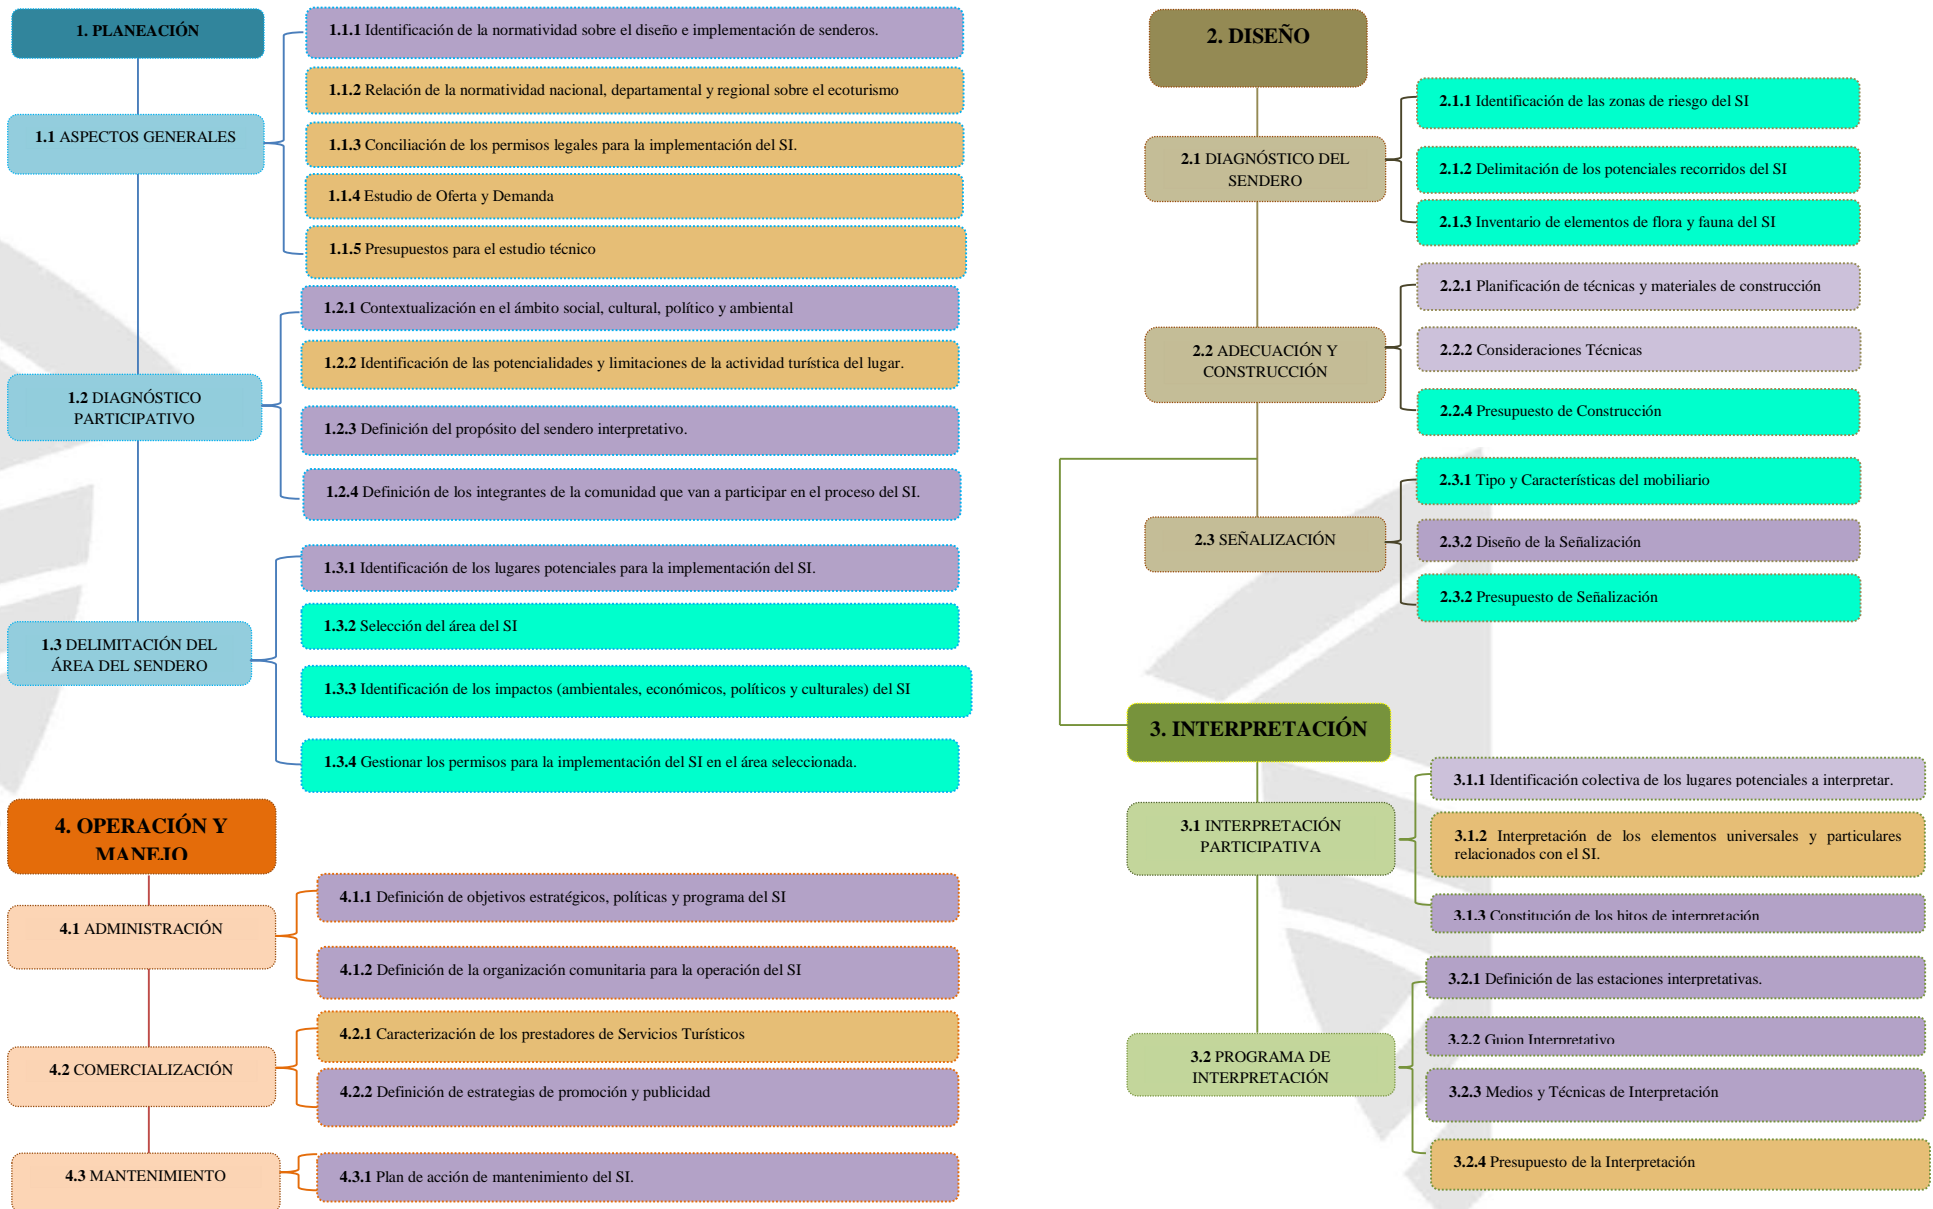 1. PLANEACIÓN
1.1 ASPECTOS GENERALES
1.1.1 Identificación de la normatividad sobre el diseño e implementación de senderos.
1.1.2 Relación de la normatividad nacional, departamental y regional sobre el ecoturismo
1.1.3 Conciliación de los permisos legales para la implementación del SI.
1.1.4 Estudio de Oferta y Demanda
1.1.5 Presupuestos para el estudio técnico
1.2 DIAGNÓSTICO
PARTICIPATIVO
1.2.1 Contextualización en el ámbito social, cultural, político y ambiental
1.2.2 Identificación de las potencialidades y limitaciones de la actividad turística del lugar.
1.2.3 Definición del propósito del sendero interpretativo.
1.2.4 Definición de los integrantes de la comunidad que van a participar en el proceso del SI.
1.3 DELIMITACIÓN DEL
ÁREA DEL SENDERO
1.3.1 Identificación de los lugares potenciales para la implementación del SI.
1.3.2 Selección del área del SI
1.3.3 Identificación de los impactos (ambientales, económicos, políticos y culturales) del SI
1.3.4 Gestionar los permisos para la implementación del SI en el área seleccionada.
2. DISEÑO
2.1 DIAGNÓSTICO DEL
SENDERO
2.1.1 Identificación de las zonas de riesgo del SI
2.1.2 Delimitación de los potenciales recorridos del SI
2.1.3 Inventario de elementos de flora y fauna del SI
2.2 ADECUACIÓN Y
CONSTRUCCIÓN
2.2.1 Planificación de técnicas y materiales de construcción
2.2.2 Consideraciones Técnicas
2.2.4 Presupuesto de Construcción
2.3 SEÑALIZACIÓN
2.3.1 Tipo y Características del mobiliario
2.3.2 Diseño de la Señalización
2.3.2 Presupuesto de Señalización
3. INTERPRETACIÓN
3.1 INTERPRETACIÓN
PARTICIPATIVA
3.1.1 Identificación colectiva de los lugares potenciales a interpretar.
3.1.2 Interpretación de los elementos universales y particulares
relacionados con el SI.
3.1.3 Constitución de los hitos de interpretación
3.2 PROGRAMA DE
INTERPRETACIÓN
3.2.1 Definición de las estaciones interpretativas.
3.2.2 Guion Interpretativo
3.2.3 Medios y Técnicas de Interpretación
3.2.4 Presupuesto de la Interpretación
4. OPERACIÓN Y
MANEJO
4.1 ADMINISTRACIÓN
4.1.1 Definición de objetivos estratégicos, políticas y programa del SI
4.1.2 Definición de la organización comunitaria para la operación del SI
4.2 COMERCIALIZACIÓN
4.2.1 Caracterización de los prestadores de Servicios Turísticos
4.2.2 Definición de estrategias de promoción y publicidad
4.3 MANTENIMIENTO
4.3.1 Plan de acción de mantenimiento del SI.